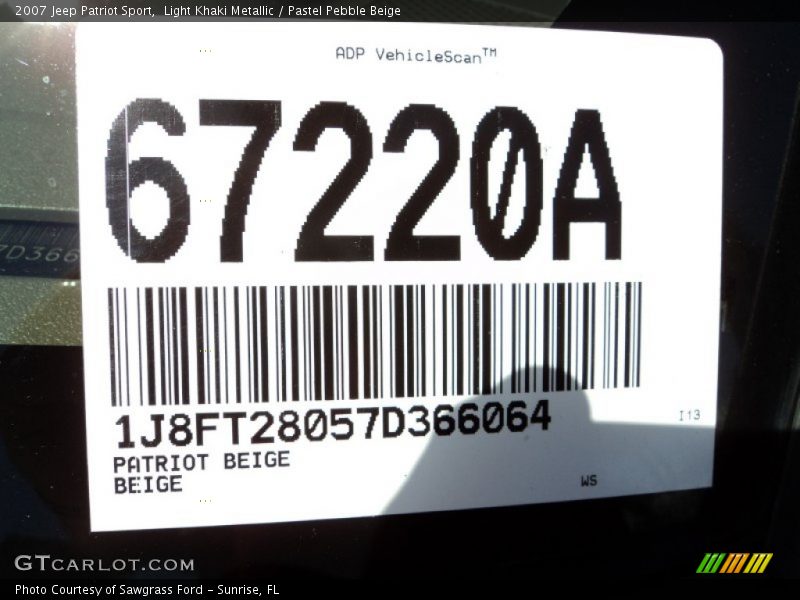 2007 Jeep Patriot Sport,  Light Khaki Metallic / Pastel Pebble Beige
ADP VehicleScan™
67220A
7D366
1J8FT28057D366064
I13
PATRIOT BEIGE
BEIGE
WS
GTCARLOT.COM
Photo Courtesy of Sawgrass Ford - Sunrise, FL